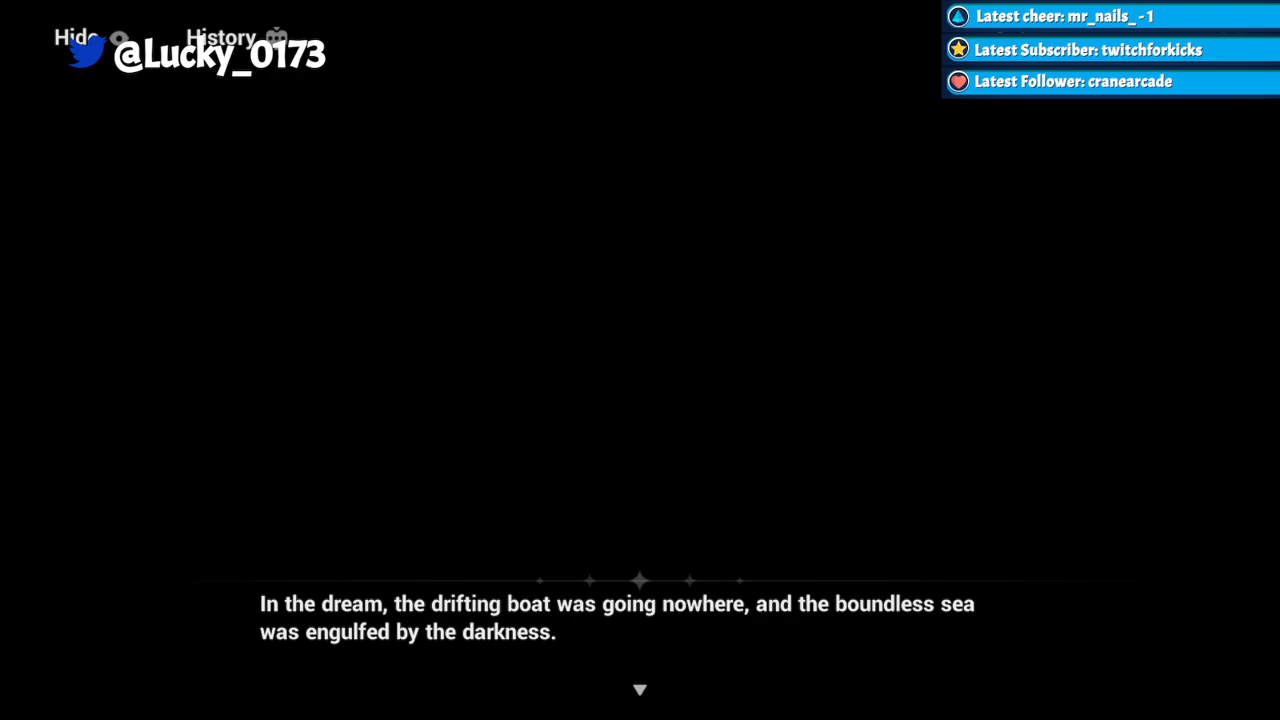 Hide
History
@Lucky_0173
Latest cheer: mr_nails_ - 1
Latest Subscriber: twitchforkicks
Latest Follower: cranearcade
In the dream, the drifting boat was going nowhere, and the boundless sea
was engulfed by the darkness.